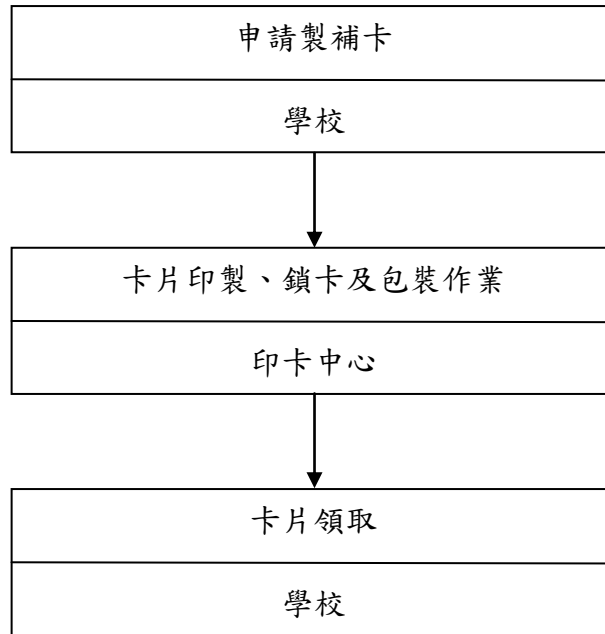 申請製補卡
學校
卡片印製、鎖卡及包裝作業
印卡中心
卡片領取
學校